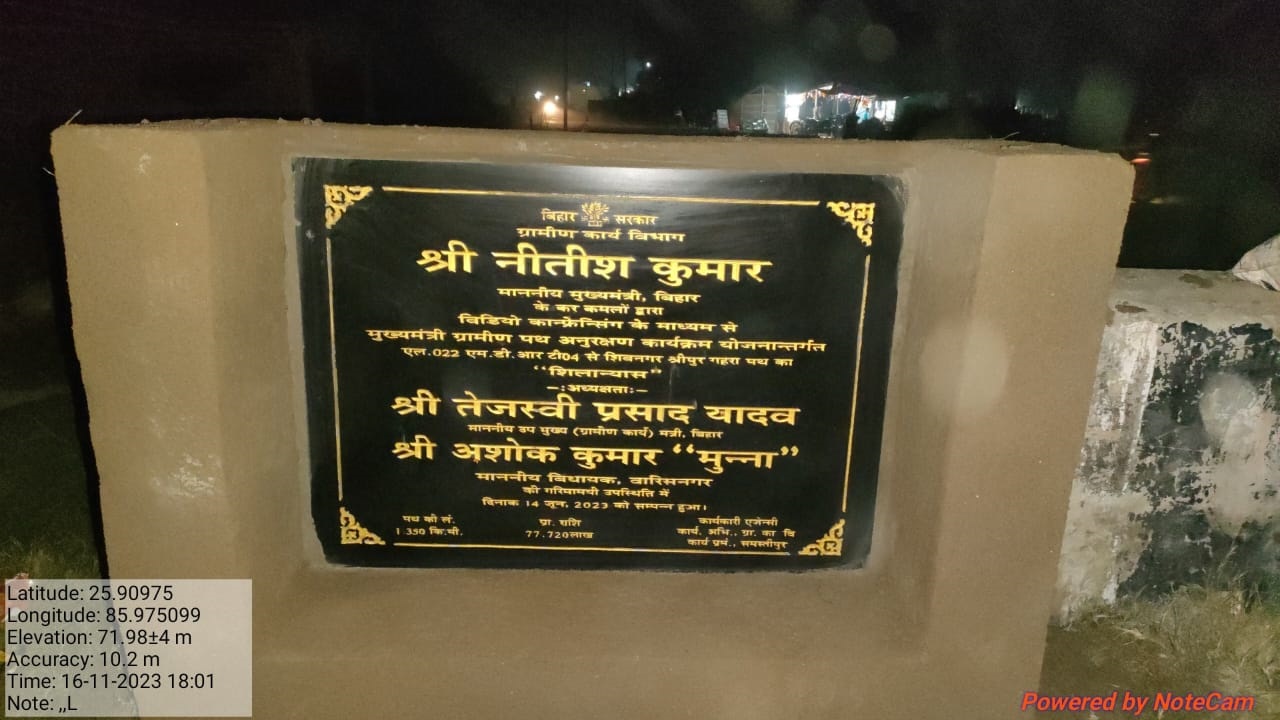 बिहार सरकार
ग्रामीण कार्य विभाग
श्री नीतीश कुमार
माननीय मुख्यमंत्री, बिहार
के कर कमलों द्वारा
विडियो कान्फ्रेन्सिंग के माध्यम से
मुख्यमंत्री ग्रामीण पथ अनुरक्षण कार्यक्रम योजनान्तर्गत
एल.022 एम.डी.आर टी04 से शिवनगर श्रीपुर गहरा पथ का
‘‘शिलान्यास’’
–:अध्यक्षता:–
श्री तेजस्वी प्रसाद यादव
माननीय उप मुख्य (ग्रामीण कार्य) मंत्री, बिहार
श्री अशोक कुमार ‘‘मुन्ना’’
माननीय विधायक, वारिसनगर
की गरिमामयी उपस्थिति में
दिनांक 14 जून, 2023 को सम्पन्न हुआ।
पथ की लं. प्रा. राशि कार्यकारी एजेन्सी
1.350 कि.मी. 77.720लाख कार्य. अभि., ग्रा. का वि
कार्य प्रमं., समस्तीपुर
Latitude: 25.90975
Longitude: 85.975099
Elevation: 71.98±4 m
Accuracy: 10.2 m
Time: 16-11-2023 18:01
Note: ,,L
Powered by NoteCam